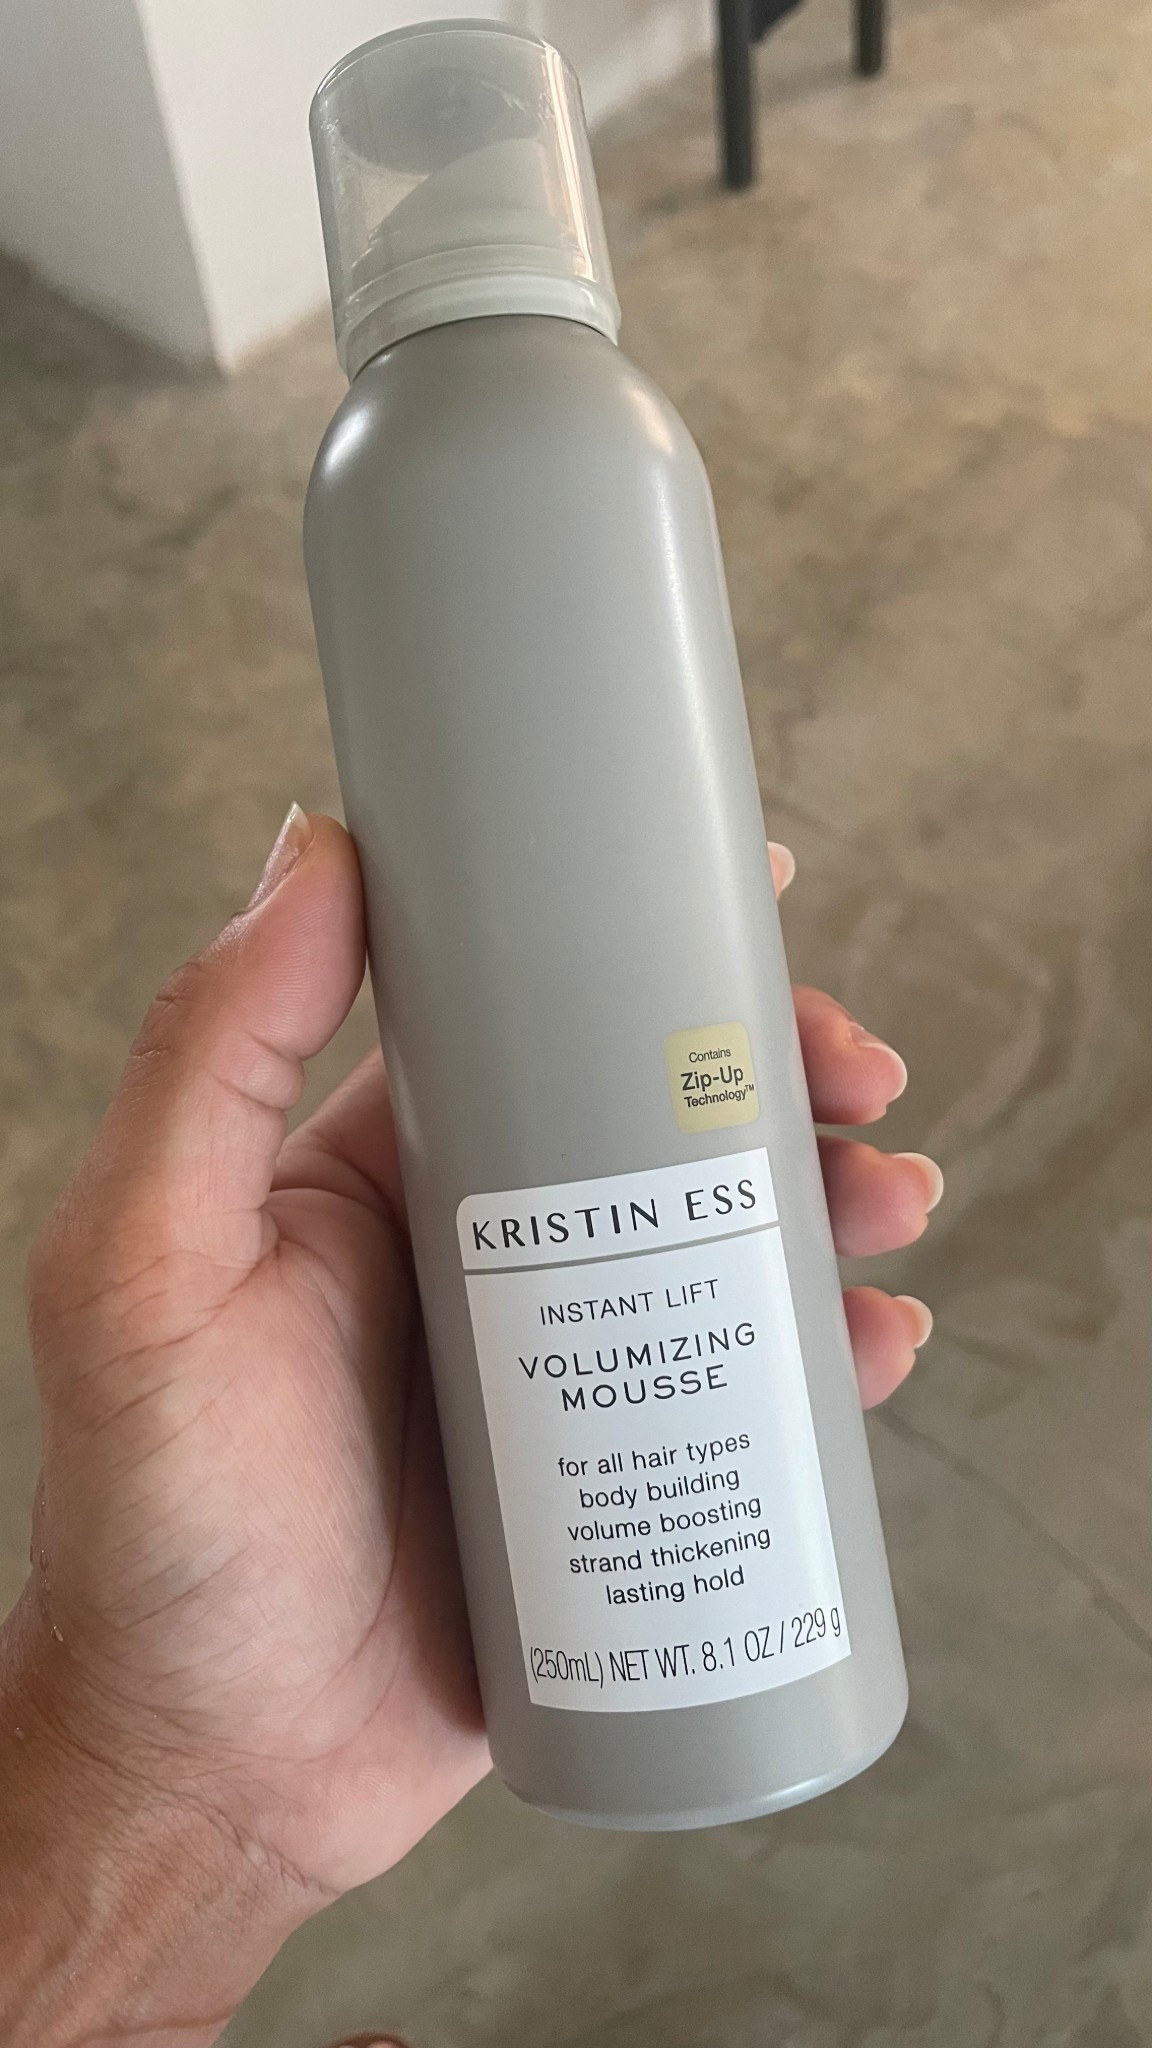 Contains
Zip-Up
Technology™
KRISTIN ESS
INSTANT LIFT
VOLUMIZING
MOUSSE
for all hair types
body building
volume boosting
strand thickening
lasting hold
(250mL) NET WT. 8.1 OZ / 229 g